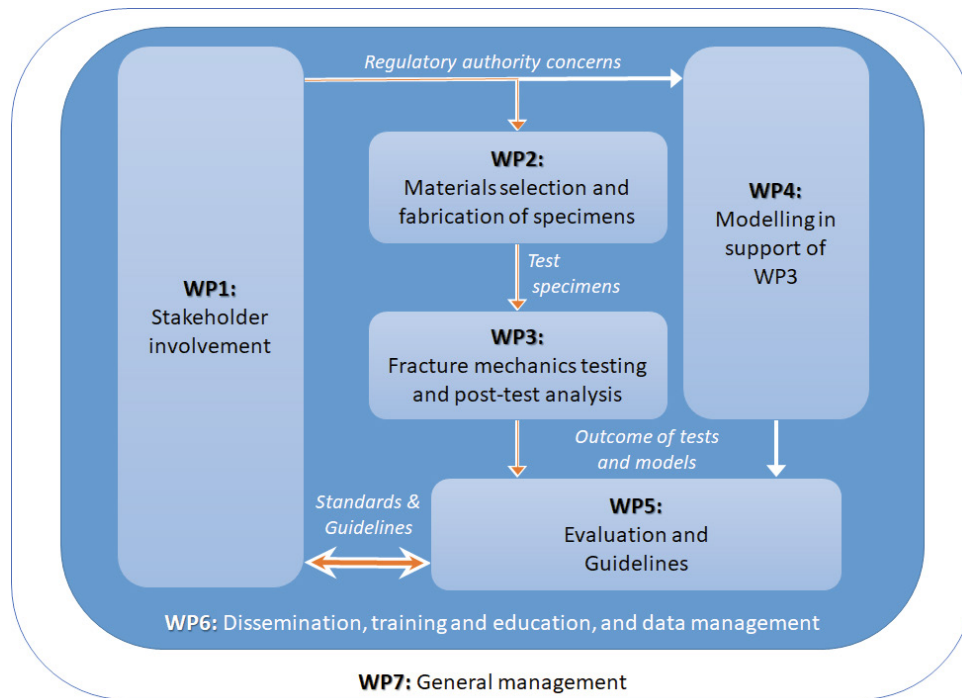 Regulatory authority concerns
WP1:
Stakeholder
involvement
WP2:
Materials selection and
fabrication of specimens
Test
specimens
WP3:
Fracture mechanics testing
and post-test analysis
WP4:
Modelling in
support of
WP3
Outcome of tests
and models
Standards &
Guidelines
WP5:
Evaluation and
Guidelines
WP6: Dissemination, training and education, and data management
WP7: General management